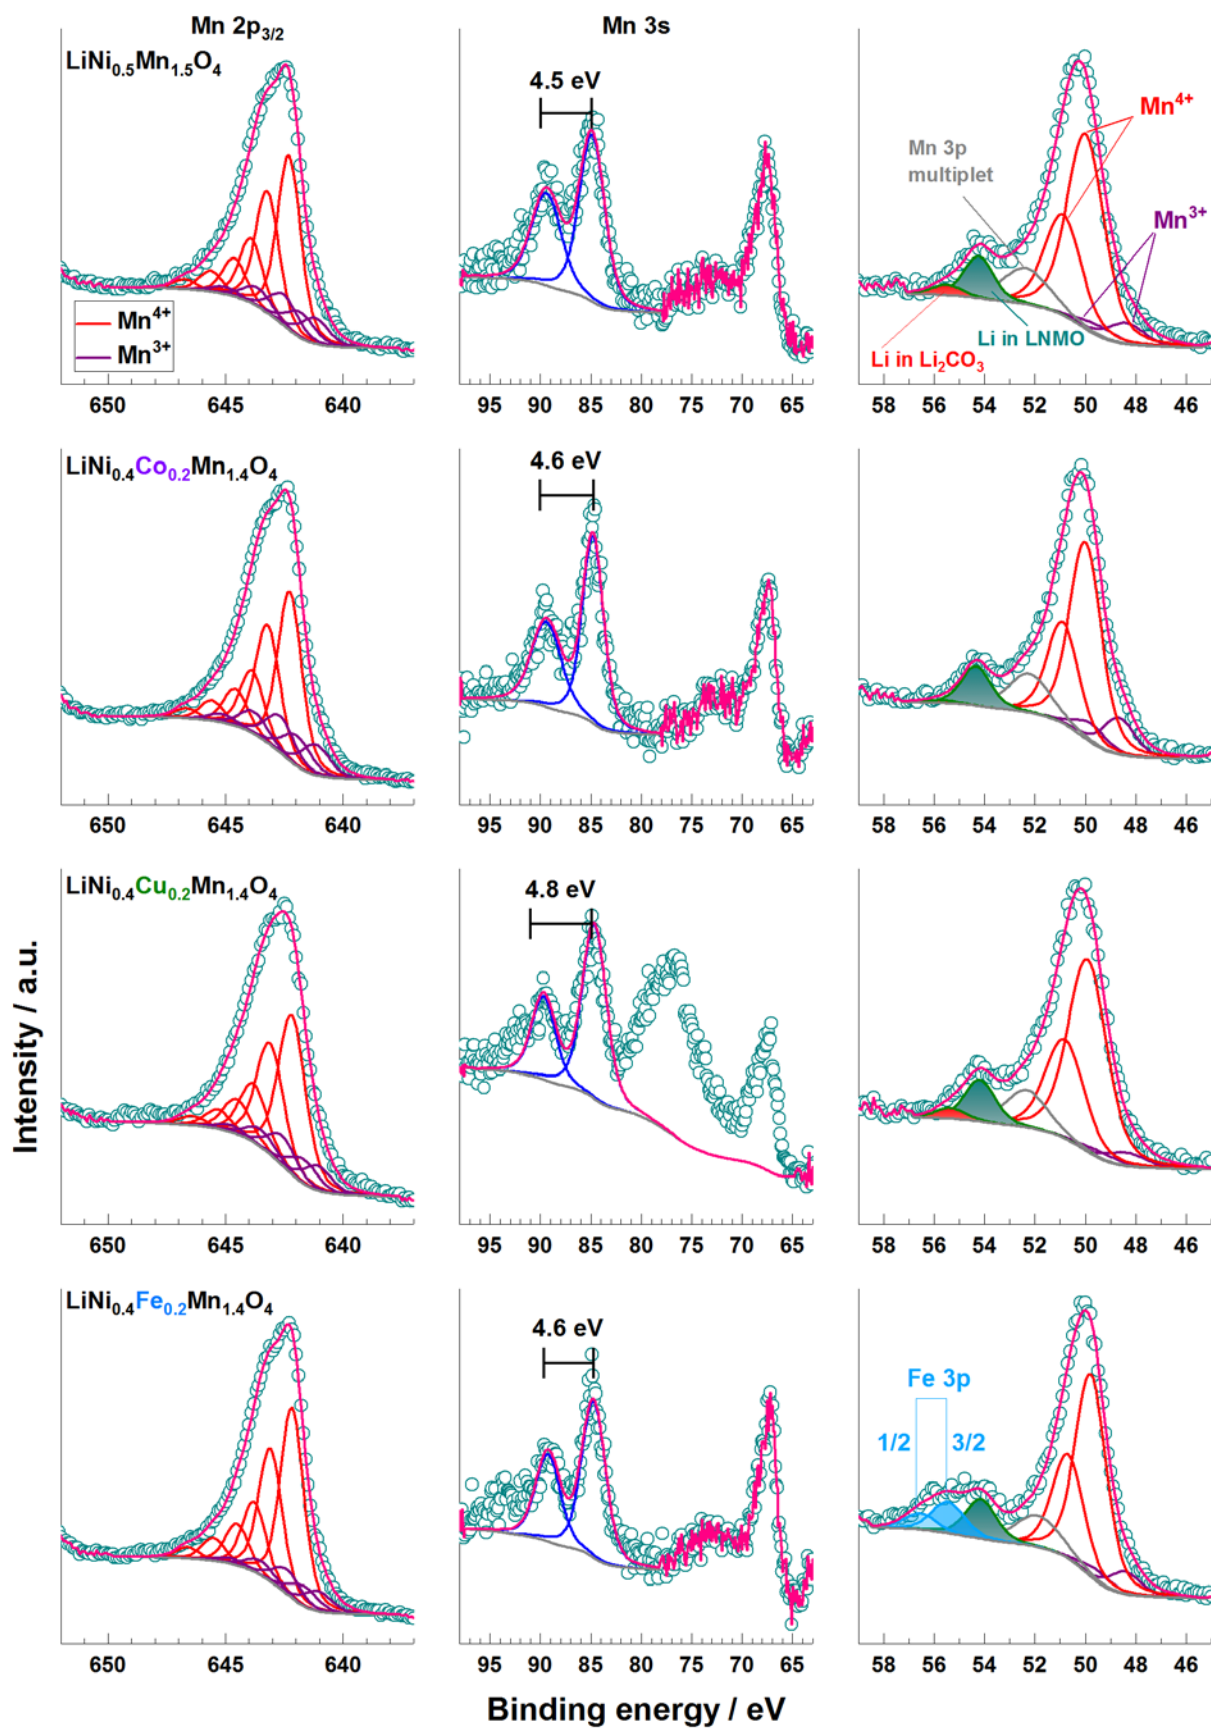 Mn 2p3/2
Mn 3s
LiNi0.5Mn1.5O4
Mn4+
Mn3+
650 645 640
4.5 eV
95 90 85 80 75 70 65
Mn 3p
multiplet
Mn4+
Mn3+
Li in LNMO
Li in Li2CO3
58 56 54 52 50 48 46
LiNi0.4Co0.2Mn1.4O4
650 645 640
4.6 eV
95 90 85 80 75 70 65
58 56 54 52 50 48 46
LiNi0.4Cu0.2Mn1.4O4
650 645 640
4.8 eV
95 90 85 80 75 70 65
58 56 54 52 50 48 46
LiNi0.4Fe0.2Mn1.4O4
650 645 640
4.6 eV
95 90 85 80 75 70 65
Fe 3p
1/2 3/2
58 56 54 52 50 48 46
Intensity / a.u.
Binding energy / eV